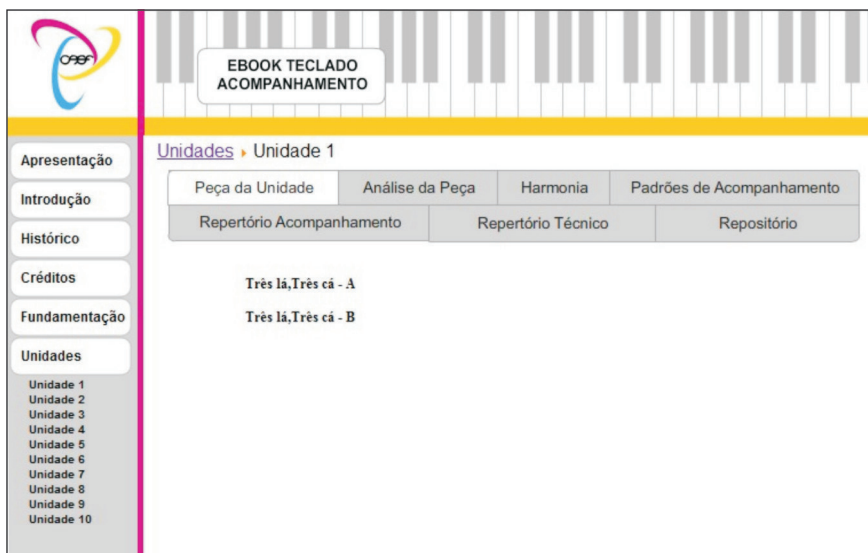 EBOOK TECLADO
ACOMPANHAMENTO
Apresentação
Introdução
Histórico
Créditos
Fundamentação
Unidades
Unidade 1
Unidade 2
Unidade 3
Unidade 4
Unidade 5
Unidade 6
Unidade 7
Unidade 8
Unidade 9
Unidade 10
Unidades Unidade 1
Peça da Unidade Análise da Peça Harmonia Padrões de Acompanhamento
Repertório Acompanhamento Repertório Técnico Repositório
Três lá,Três cá - A
Três lá,Três cá - B